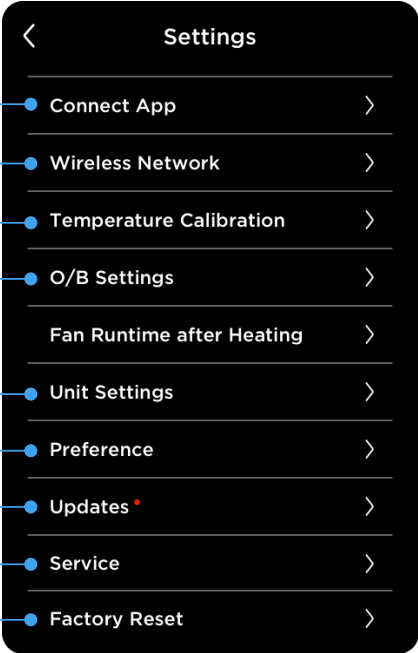 Settings
Connect App
Wireless Network
Temperature Calibration
O/B Settings
Fan Runtime after Heating
Unit Settings
Preference
Updates
Service
Factory Reset